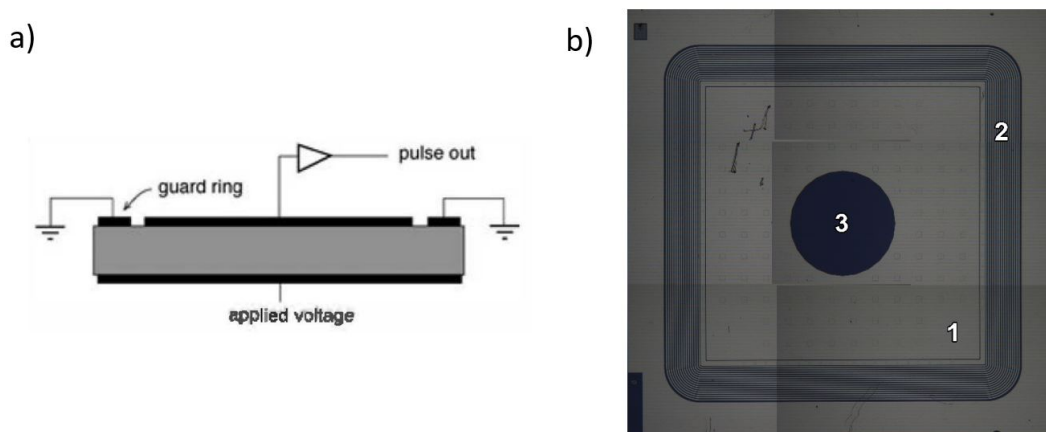 a)
b)
pulse out
guard ring
applied voltage
2
3
1